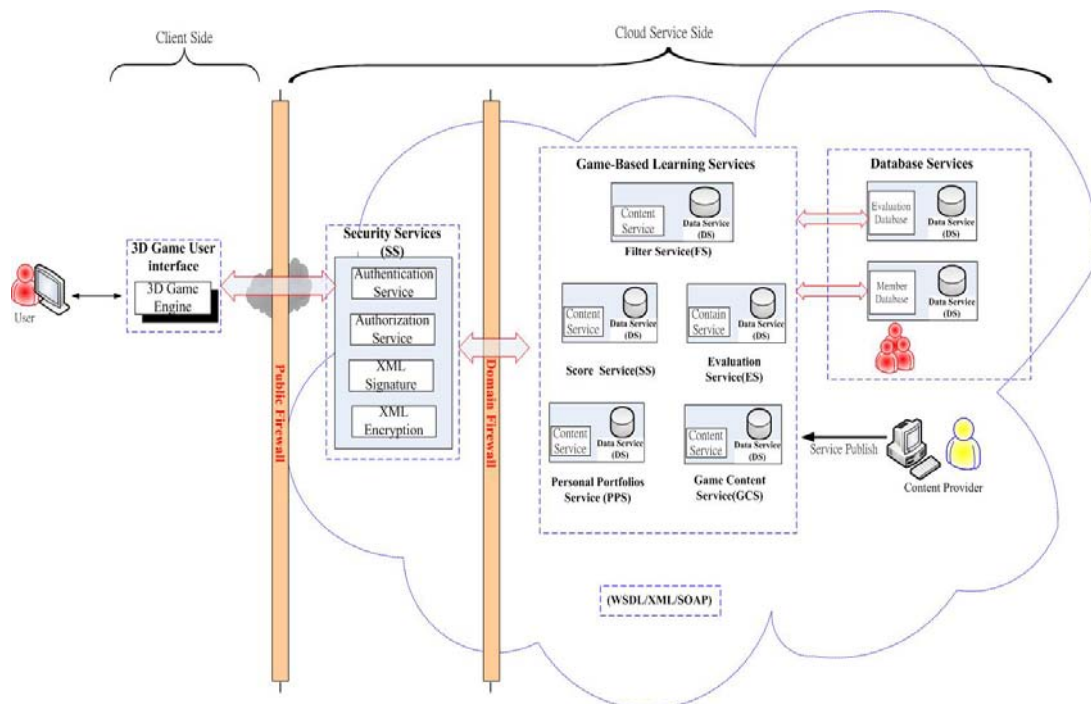 Client Side
Cloud Service Side
3D Game User
interface
3D Game
Engine
User
Public Firewall
Security Services
(SS)
Authentication
Service
Authorization
Service
XML
Signature
XML
Encryption
Domain Firewall
Game-Based Learning Services
Content
Service
Data Service
(DS)
Filter Service(FS)
Content
Service
Data Service
(DS)
Score Service(SS)
Contain
Service
Data Service
(DS)
Evaluation
Service(ES)
Content
Service
Data Service
(DS)
Personal Portfolios
Service (PPS)
Content
Service
Data Service
(DS)
Game Content
Service(GCS)
Database Services
Evaluation
Database
Data Service
(DS)
Member
Database
Data Service
(DS)
Service Publish
Content Provider
(WSDL/XML/SOAP)